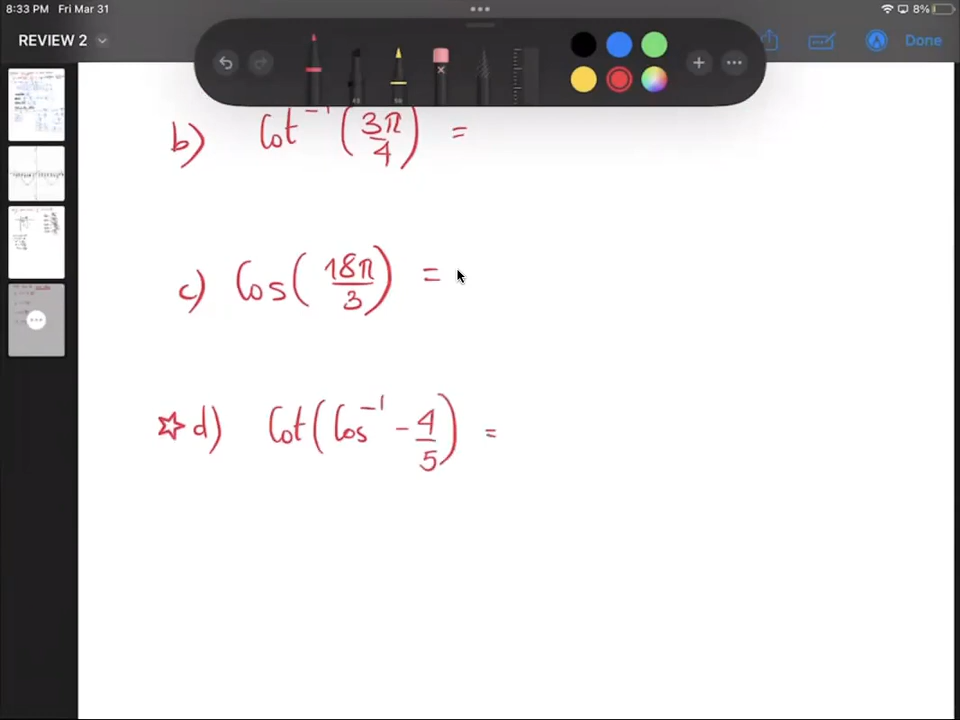 8:33 PM Fri Mar 31
8%
REVIEW 2
Done
b) Cot⁻¹ (3π/4) =
c) Cos (18π/3) =
☆ d) Cot (Cos⁻¹ - 4/5) =